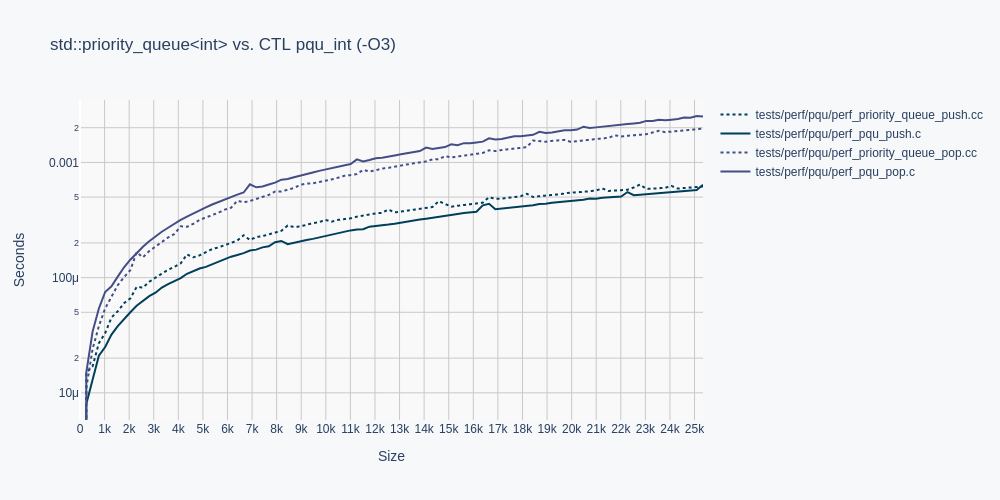 std::priority_queue<int> vs. CTL pqu_int (-O3)
tests/perf/pqu/perf_priority_queue_push.cc
tests/perf/pqu/perf_pqu_push.c
tests/perf/pqu/perf_priority_queue_pop.cc
tests/perf/pqu/perf_pqu_pop.c
2
0.001
5
2
100μ
5
2
10μ
Seconds
0 1k 2k 3k 4k 5k 6k 7k 8k 9k 10k 11k 12k 13k 14k 15k 16k 17k 18k 19k 20k 21k 22k 23k 24k 25k
Size